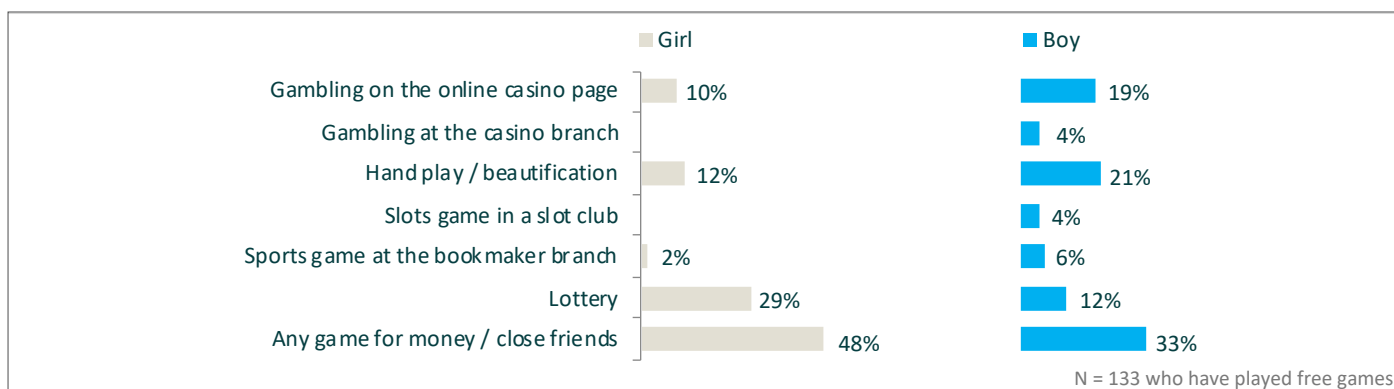 Girl Boy
Gambling on the online casino page 10% 19%
Gambling at the casino branch 4%
Hand play / beautification 12% 21%
Slots game in a slot club 4%
Sports game at the bookmaker branch 2% 6%
Lottery 29% 12%
Any game for money / close friends 48% 33%
N = 133 who have played free games